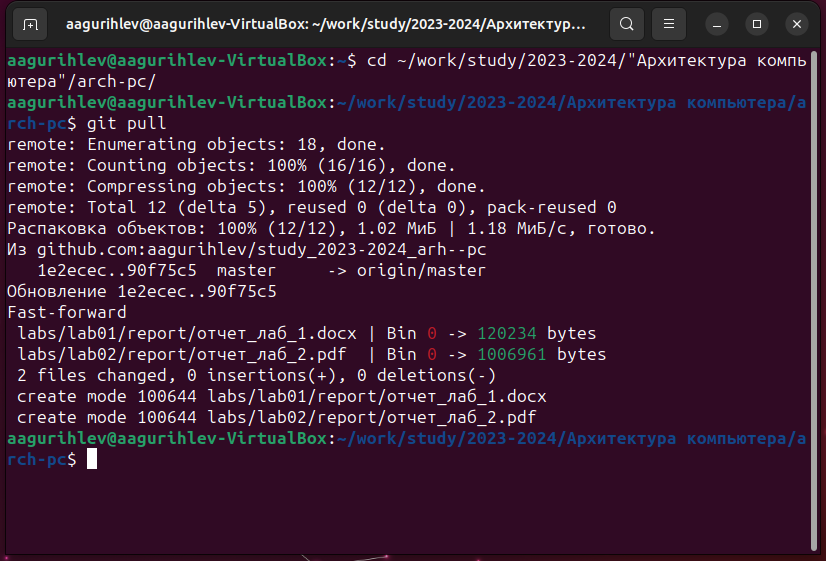 aagurihlev@aagurihlev-VirtualBox: ~/work/study/2023-2024/Архитектур...
aagurihlev@aagurihlev-VirtualBox:~$ cd ~/work/study/2023-2024/"Архитектура компь
ютера"/arch-pc/
aagurihlev@aagurihlev-VirtualBox:~/work/study/2023-2024/Архитектура компьютера/a
rch-pc$ git pull
remote: Enumerating objects: 18, done.
remote: Counting objects: 100% (16/16), done.
remote: Compressing objects: 100% (12/12), done.
remote: Total 12 (delta 5), reused 0 (delta 0), pack-reused 0
Распаковка объектов: 100% (12/12), 1.02 МиБ | 1.18 МиБ/с, готово.
Из github.com:aagurihlev/study_2023-2024_arh--pc
   1e2ecec..90f75c5  master     -> origin/master
Обновление 1e2ecec..90f75c5
Fast-forward
 labs/lab01/report/отчет_лаб_1.docx | Bin 0 -> 120234 bytes
 labs/lab02/report/отчет_лаб_2.pdf  | Bin 0 -> 1006961 bytes
 2 files changed, 0 insertions(+), 0 deletions(-)
 create mode 100644 labs/lab01/report/отчет_лаб_1.docx
 create mode 100644 labs/lab02/report/отчет_лаб_2.pdf
aagurihlev@aagurihlev-VirtualBox:~/work/study/2023-2024/Архитектура компьютера/a
rch-pc$